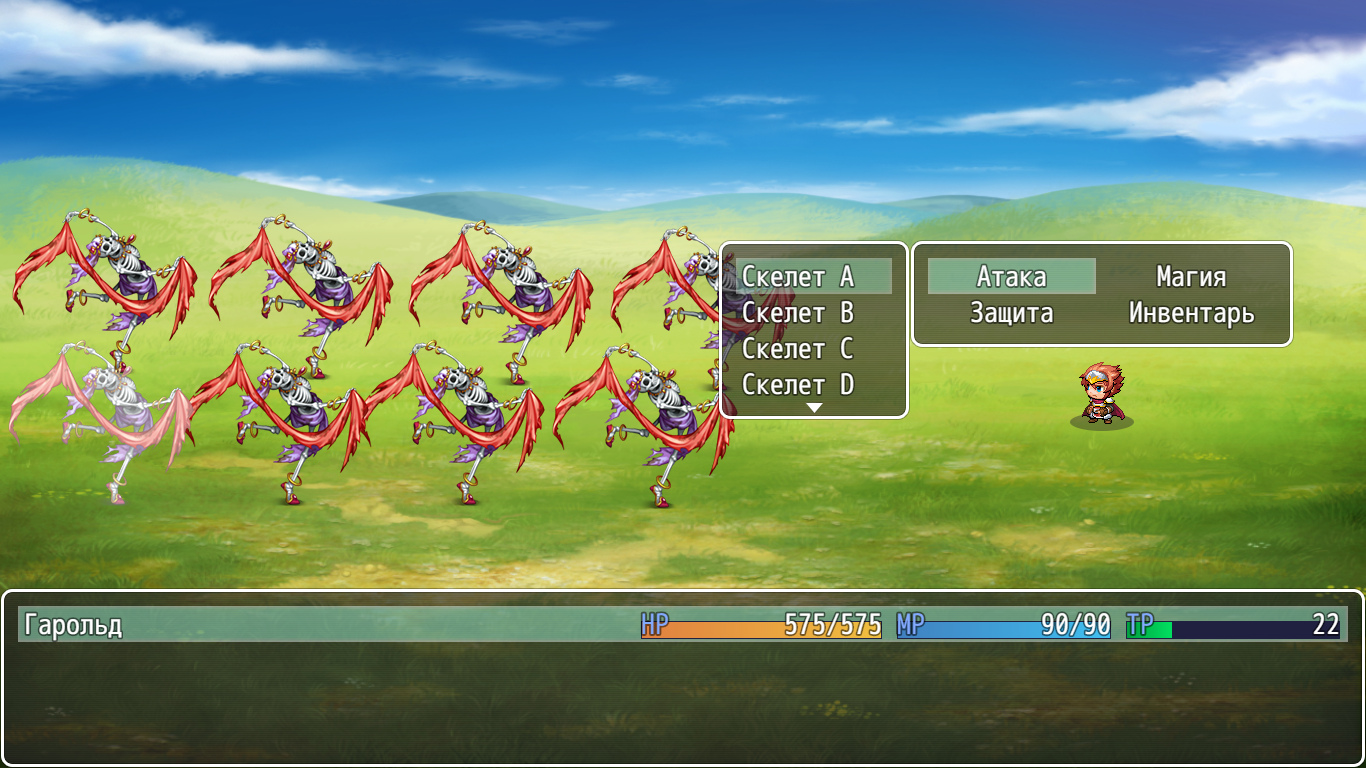 Скелет A
Скелет B
Скелет C
Скелет D
Атака Магия
Защита Инвентарь
Гарольд HP 575/575 MP 90/90 TP 22